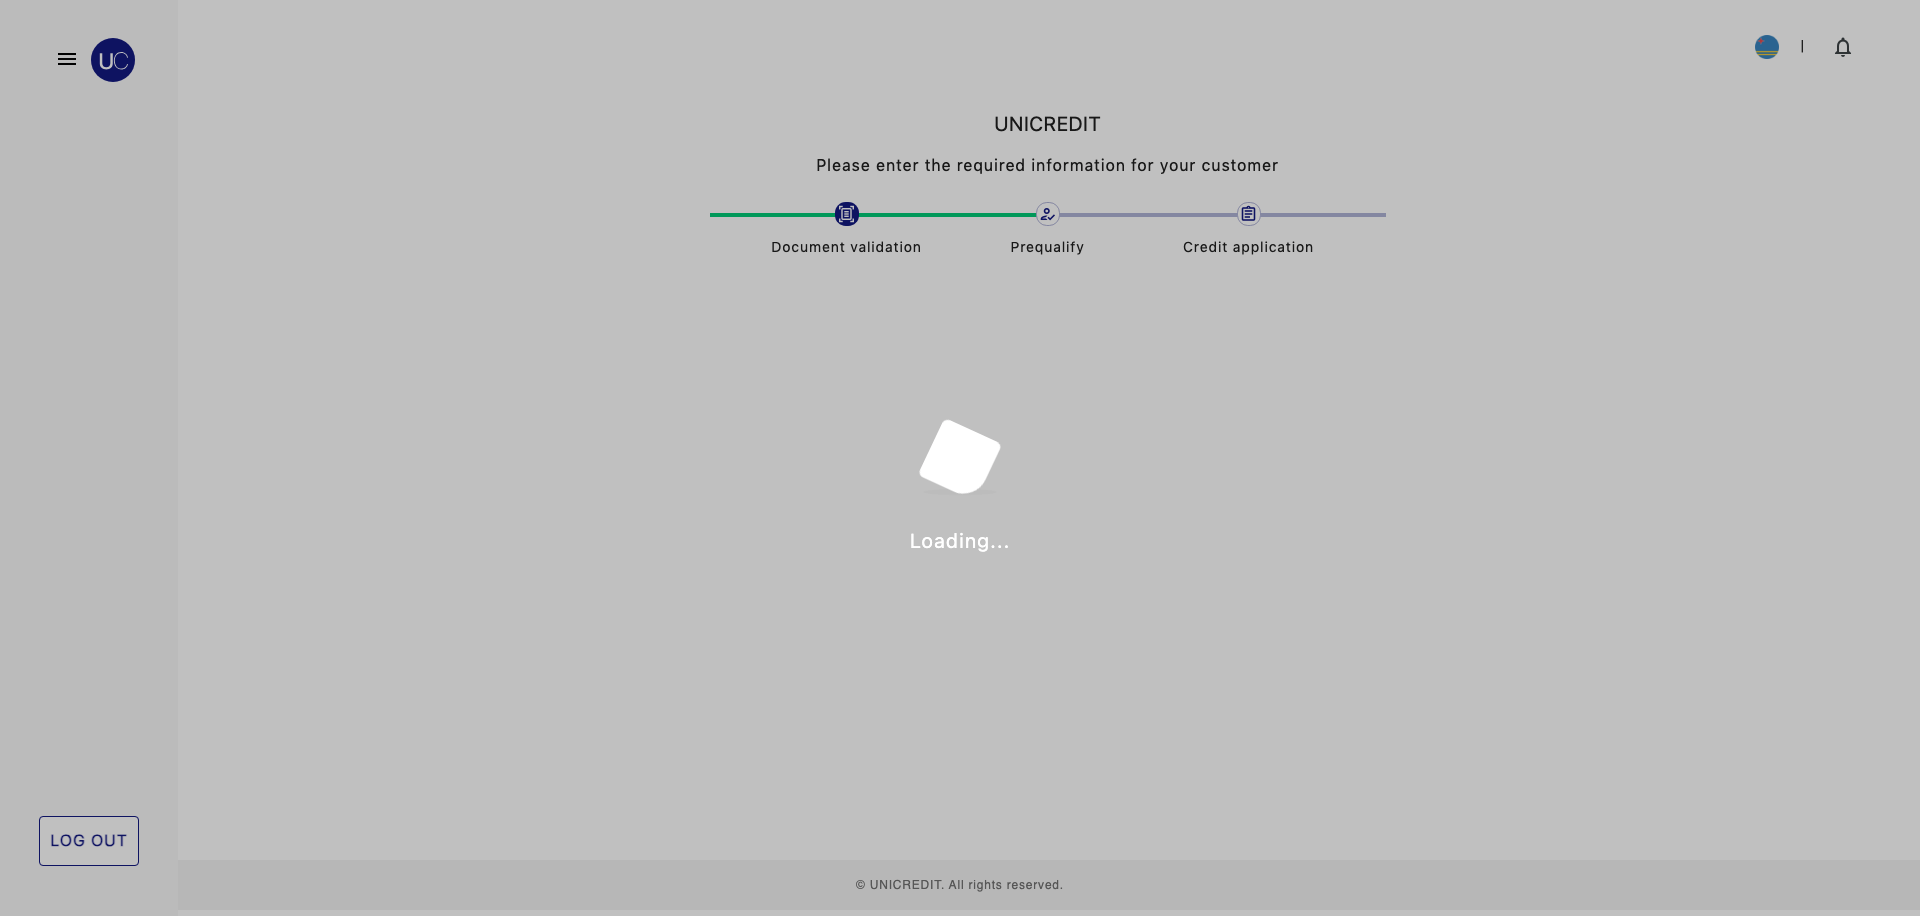 UC
|
UNICREDIT
Please enter the required information for your customer
Document validation
Prequalify
Credit application
Loading...
LOG OUT
© UNICREDIT. All rights reserved.